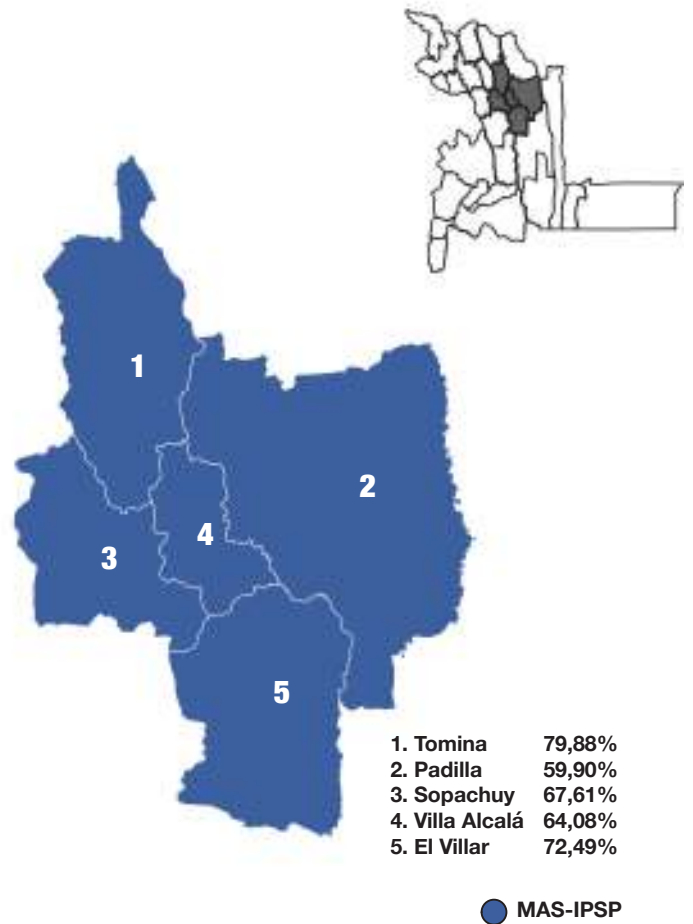 1
2
3
4
5
1. Tomina 79,88%
2. Padilla 59,90%
3. Sopachuy 67,61%
4. Villa Alcalá 64,08%
5. El Villar 72,49%
MAS-IPSP